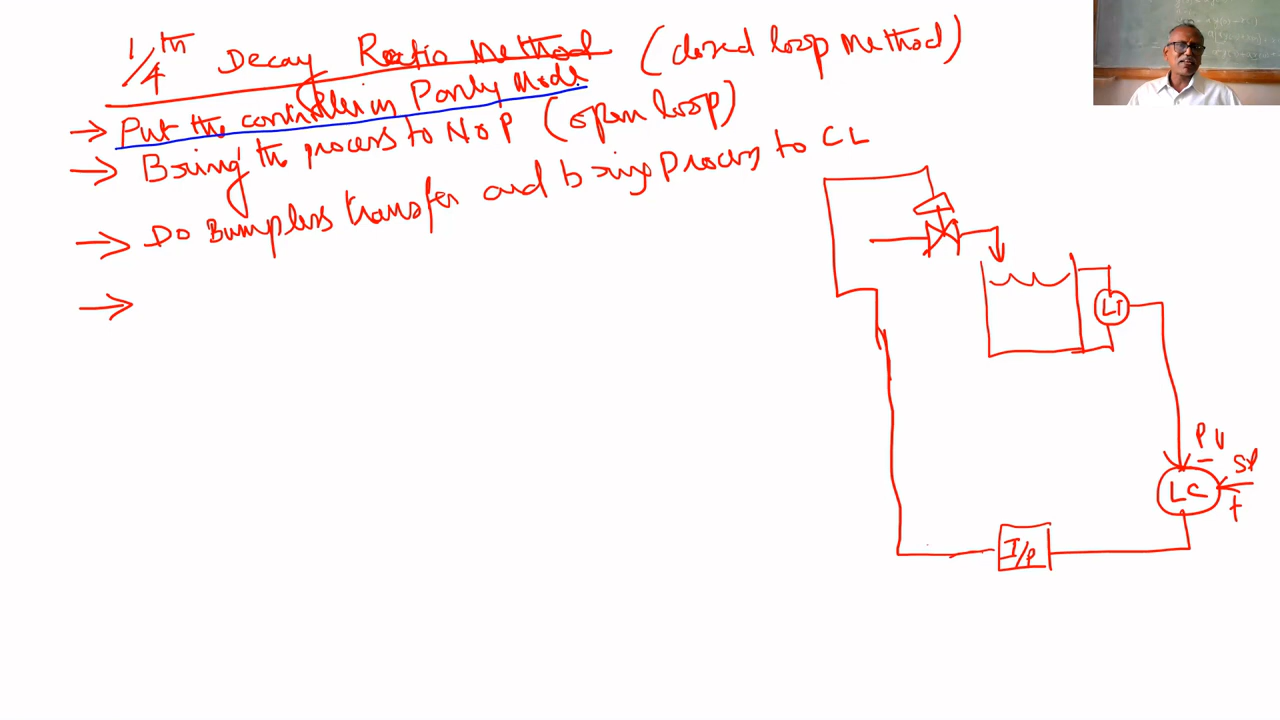 1/4th Decay Ratio Method (closed loop method)
→ Put the controller in P only Mode
→ Bring the process to NOP (open loop)
→ Do Bumpless transfer and bring Process to CL
→
LT
PV
SP
LC
+
I/P